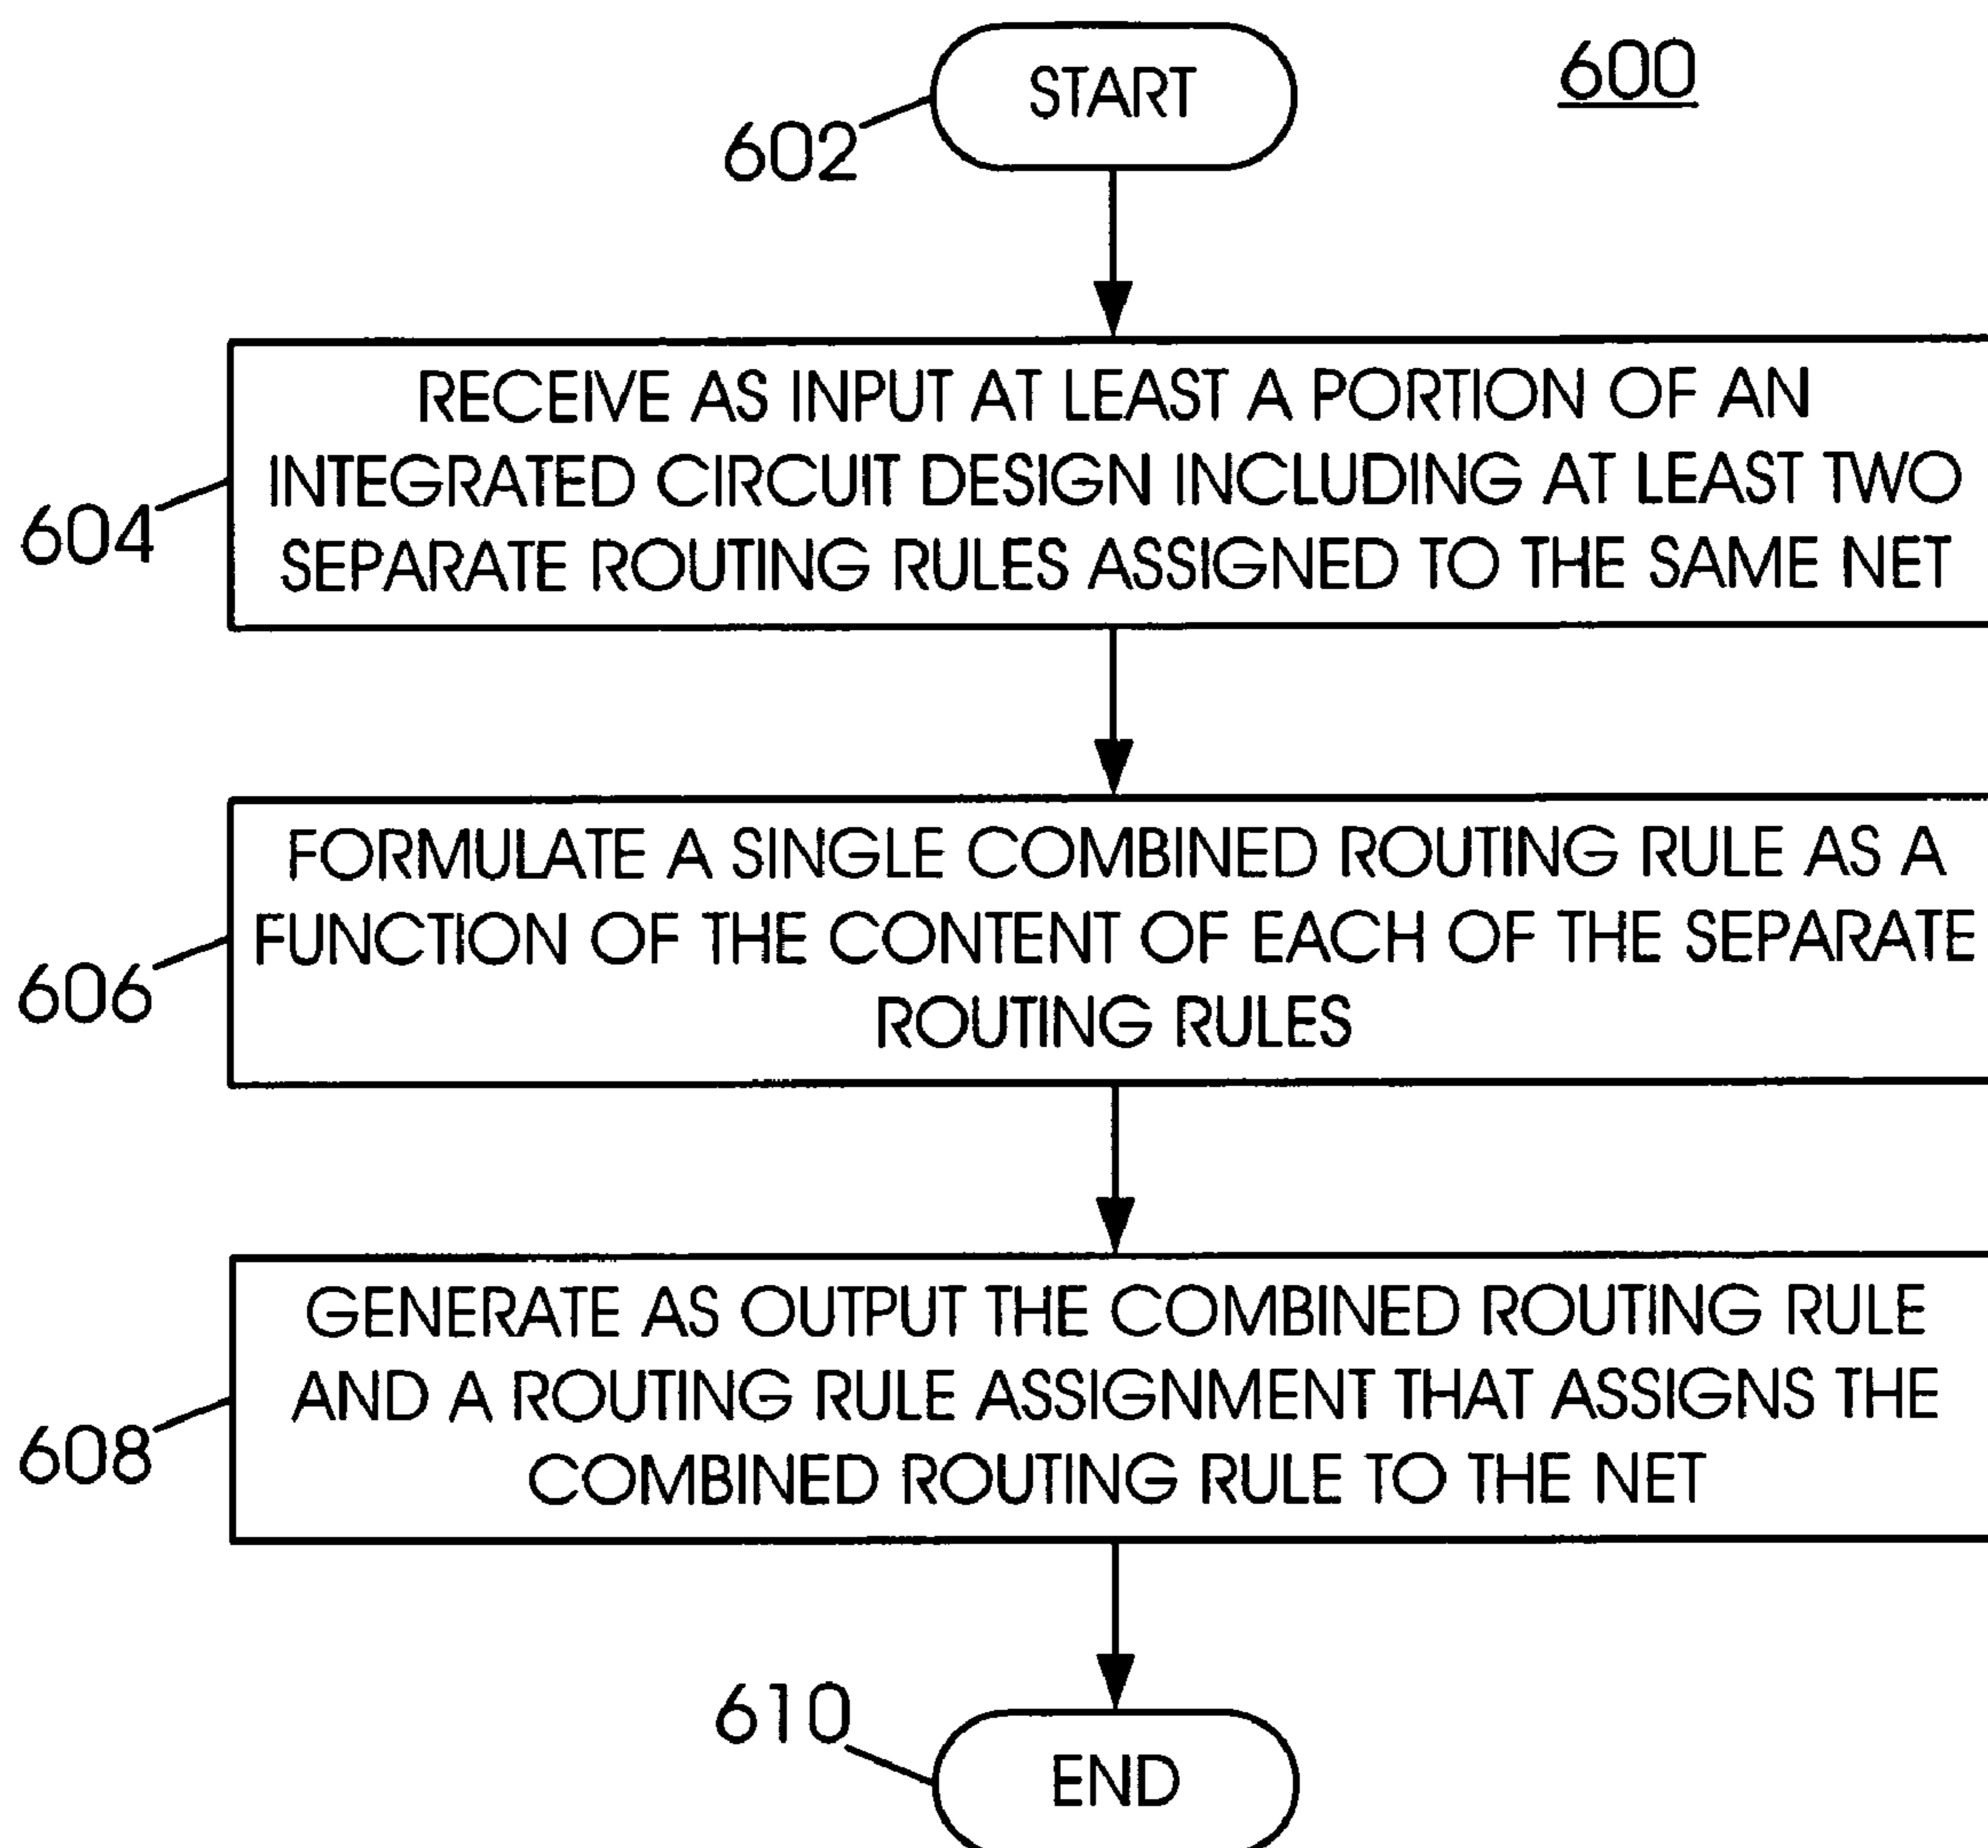 START
600
602
RECEIVE AS INPUT AT LEAST A PORTION OF AN
INTEGRATED CIRCUIT DESIGN INCLUDING AT LEAST TWO
SEPARATE ROUTING RULES ASSIGNED TO THE SAME NET
604
FORMULATE A SINGLE COMBINED ROUTING RULE AS A
FUNCTION OF THE CONTENT OF EACH OF THE SEPARATE
ROUTING RULES
606
GENERATE AS OUTPUT THE COMBINED ROUTING RULE
AND A ROUTING RULE ASSIGNMENT THAT ASSIGNS THE
COMBINED ROUTING RULE TO THE NET
608
610
END